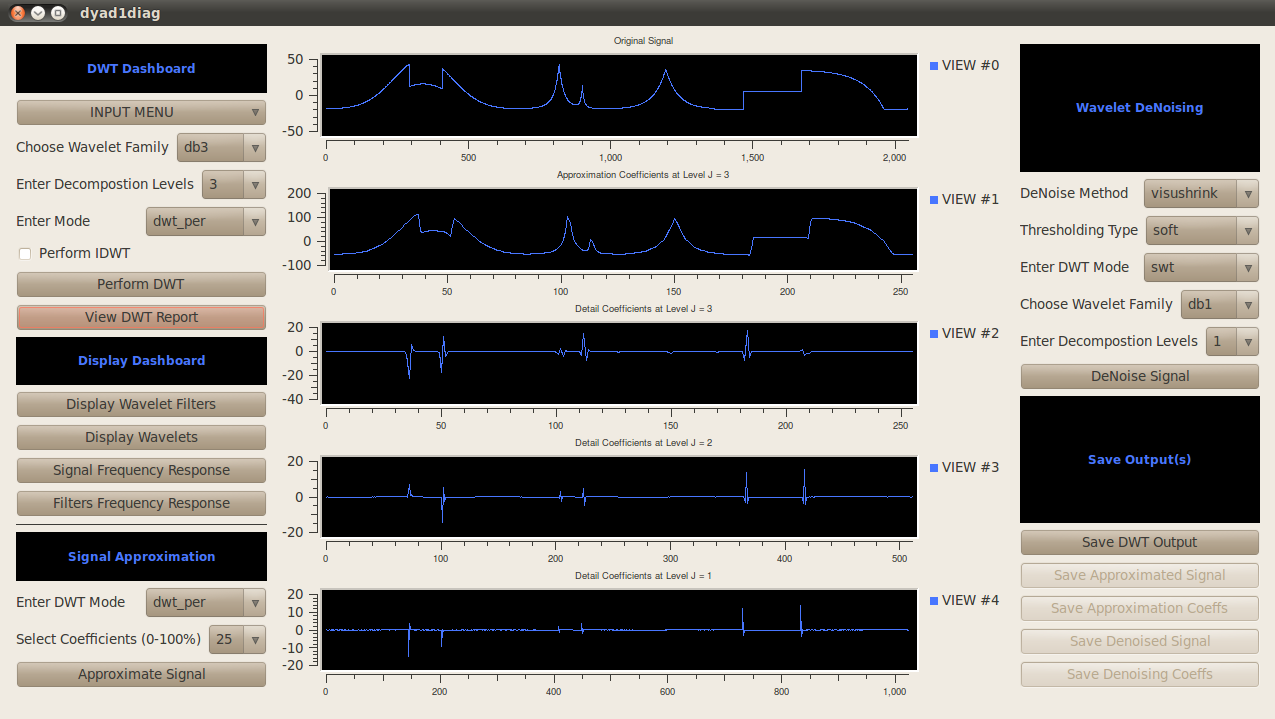 dyad1diag
DWT Dashboard
INPUT MENU
Choose Wavelet Family db3
Enter Decompostion Levels 3
Enter Mode dwt_per
Perform IDWT
Perform DWT
View DWT Report
Display Dashboard
Display Wavelet Filters
Display Wavelets
Signal Frequency Response
Filters Frequency Response
Signal Approximation
Enter DWT Mode dwt_per
Select Coefficients (0-100%) 25
Approximate Signal
Original Signal
VIEW #0
50
0
-50
0 500 1,000 1,500 2,000
Approximation Coefficients at Level J = 3
VIEW #1
200
100
0
-100
0 50 100 150 200 250
Detail Coefficients at Level J = 3
VIEW #2
20
0
-20
-40
0 50 100 150 200 250
Detail Coefficients at Level J = 2
VIEW #3
20
0
-20
0 100 200 300 400 500
Detail Coefficients at Level J = 1
VIEW #4
20
10
0
-10
-20
0 200 400 600 800 1,000
Wavelet DeNoising
DeNoise Method visushrink
Thresholding Type soft
Enter DWT Mode swt
Choose Wavelet Family db1
Enter Decompostion Levels 1
DeNoise Signal
Save Output(s)
Save DWT Output
Save Approximated Signal
Save Approximation Coeffs
Save Denoised Signal
Save Denoising Coeffs